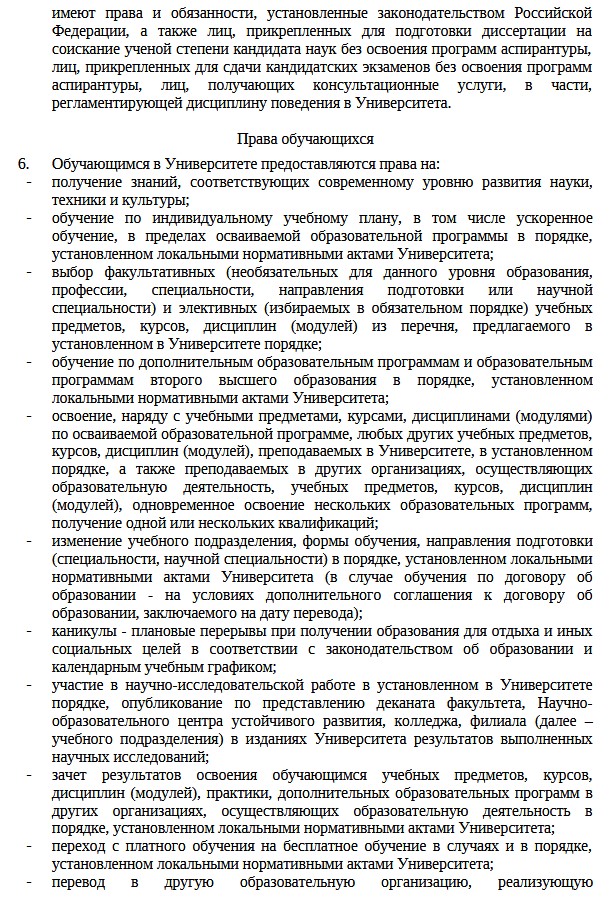 имеют права и обязанности, установленные законодательством Российской
Федерации, а также лиц, прикрепленных для подготовки диссертации на
соискание ученой степени кандидата наук без освоения программ аспирантуры,
лиц, прикрепленных для сдачи кандидатских экзаменов без освоения программ
аспирантуры, лиц, получающих консультационные услуги, в части,
регламентирующей дисциплину поведения в Университета.
Права обучающихся
6. Обучающимся в Университете предоставляются права на:
- получение знаний, соответствующих современному уровню развития науки,
техники и культуры;
- обучение по индивидуальному учебному плану, в том числе ускоренное
обучение, в пределах осваиваемой образовательной программы в порядке,
установленном локальными нормативными актами Университета;
- выбор факультативных (необязательных для данного уровня образования,
профессии, специальности, направления подготовки или научной
специальности) и элективных (избираемых в обязательном порядке) учебных
предметов, курсов, дисциплин (модулей) из перечня, предлагаемого в
установленном в Университете порядке;
- обучение по дополнительным образовательным программам и образовательным
программам второго высшего образования в порядке, установленном
локальными нормативными актами Университета;
- освоение, наряду с учебными предметами, курсами, дисциплинами (модулями)
по осваиваемой образовательной программе, любых других учебных предметов,
курсов, дисциплин (модулей), преподаваемых в Университете, в установленном
порядке, а также преподаваемых в других организациях, осуществляющих
образовательную деятельность, учебных предметов, курсов, дисциплин
(модулей), одновременное освоение нескольких образовательных программ,
получение одной или нескольких квалификаций;
- изменение учебного подразделения, формы обучения, направления подготовки
(специальности, научной специальности) в порядке, установленном локальными
нормативными актами Университета (в случае обучения по договору об
образовании - на условиях дополнительного соглашения к договору об
образовании, заключаемого на дату перевода);
- каникулы - плановые перерывы при получении образования для отдыха и иных
социальных целей в соответствии с законодательством об образовании и
календарным учебным графиком;
- участие в научно-исследовательской работе в установленном в Университете
порядке, опубликование по представлению деканата факультета, Научно-
образовательного центра устойчивого развития, колледжа, филиала (далее –
учебного подразделения) в изданиях Университета результатов выполненных
научных исследований;
- зачет результатов освоения обучающимся учебных предметов, курсов,
дисциплин (модулей), практики, дополнительных образовательных программ в
других организациях, осуществляющих образовательную деятельность в
порядке, установленном локальными нормативными актами Университета;
- переход с платного обучения на бесплатное обучение в случаях и в порядке,
установленном локальными нормативными актами Университета;
- перевод в другую образовательную организацию, реализующую